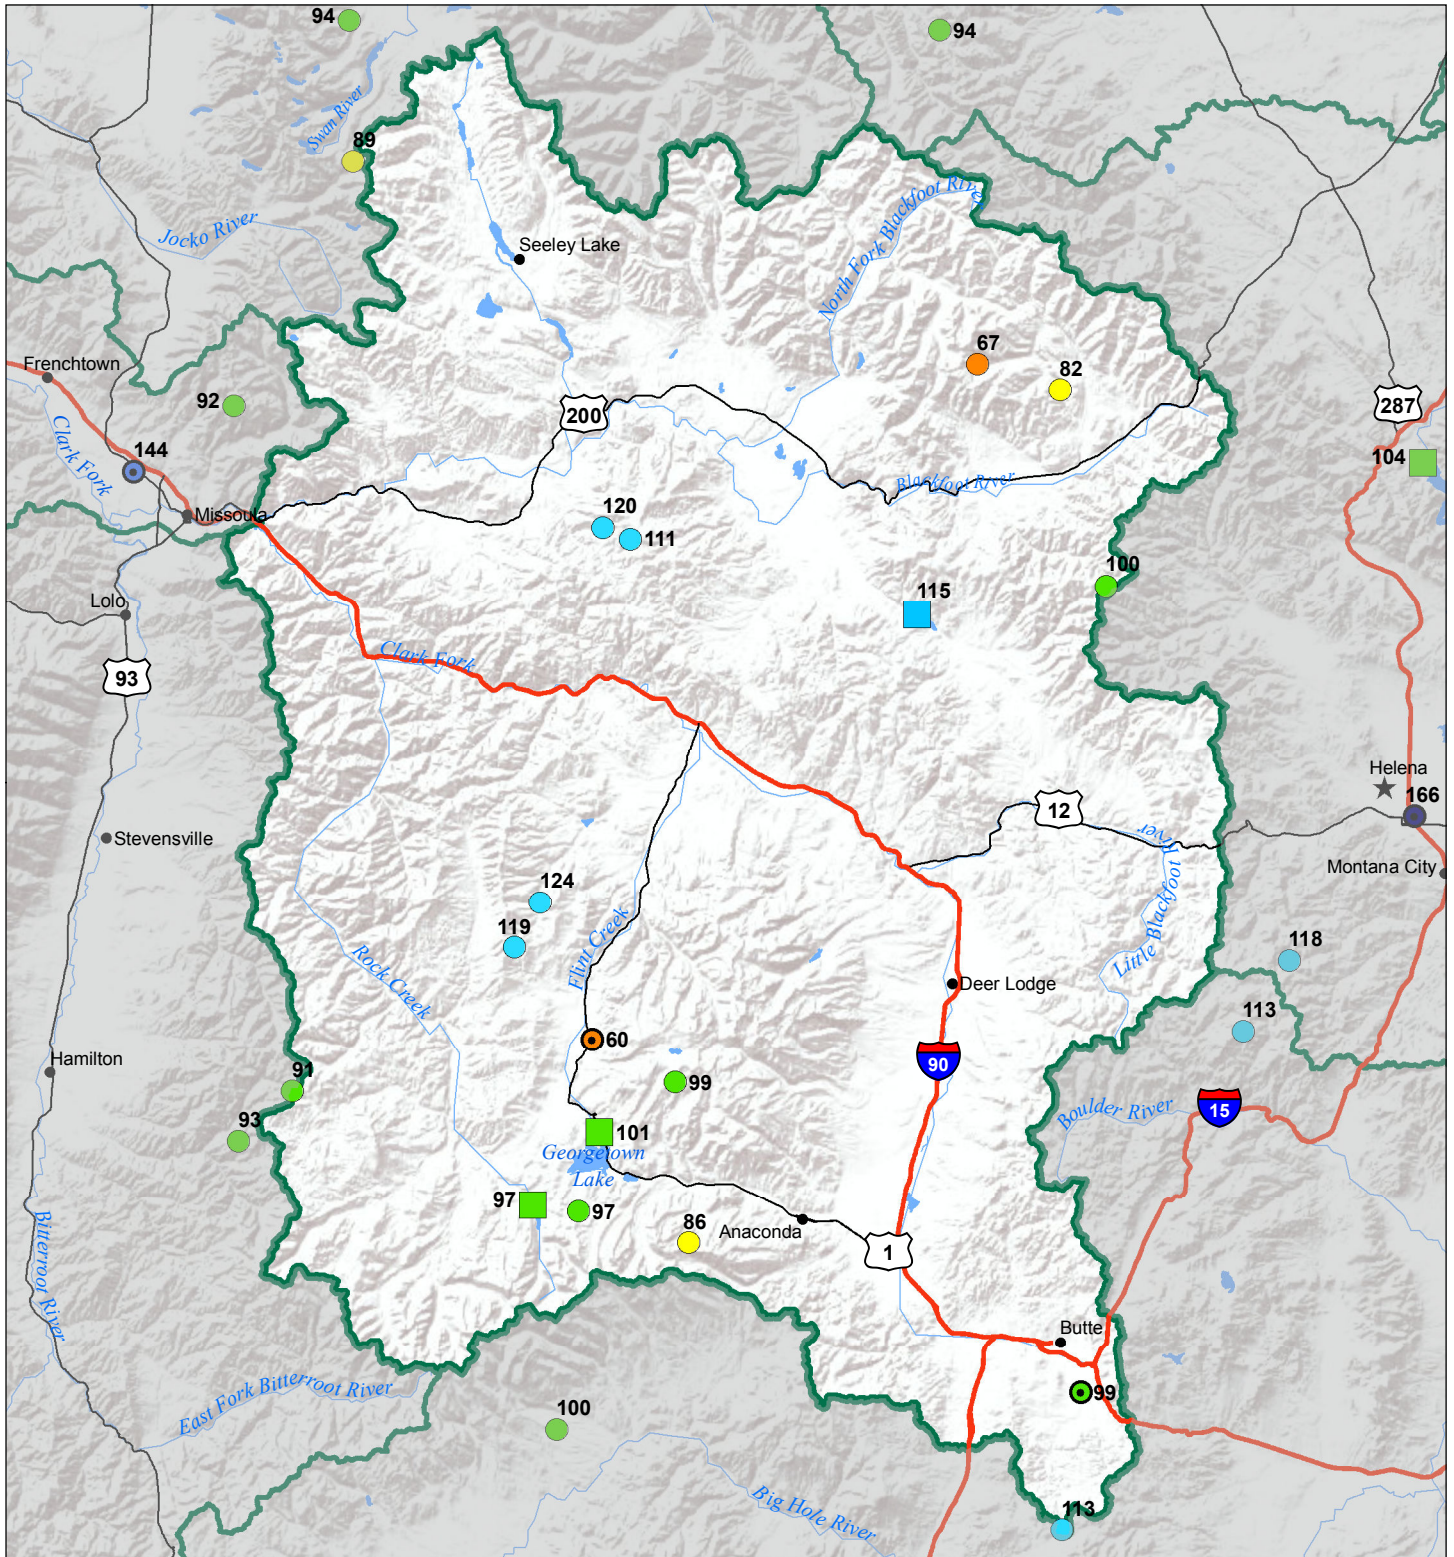 94
94
Swan River
89
Jocko River
Seeley Lake
North Fork Blackfoot River
67
82
Frenchtown
92
200
287
Clark Fork
144
104
Missoula
Blackfoot River
120
111
100
Lolo
115
93
Clark Fork
Helena
166
12
Stevensville
Little Blackfoot River
Montana City
124
119
Flint Creek
Rock Creek
118
Deer Lodge
113
60
Hamilton
90
91
99
15
Boulder River
93
101
Georgetown
Lake
97
97
86
Anaconda
1
Bitterroot River
Butte
East Fork Bitterroot River
99
100
Big Hole River
113